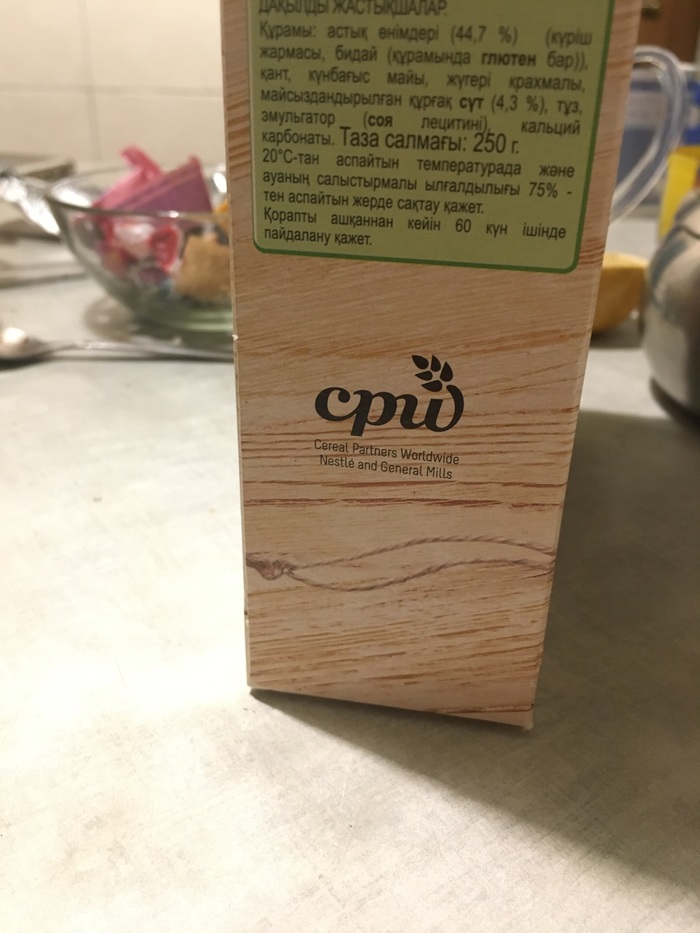 ДАҚЫЛДЫ ЖАСТЫҚШАЛАР.
Құрамы: астық өнімдері (44,7 %) (күріш
жармасы, бидай (құрамында глютен бар)),
қант, күнбағыс майы, жүгері крахмалы,
майсыздандырылған құрғақ сүт (4,3 %), тұз,
эмульгатор (соя лецитині), кальций
карбонаты. Таза салмағы: 250 г.
20°С-тан аспайтын температурада және
ауаның салыстырмалы ылғалдылығы 75% -
тен аспайтын жерде сақтау қажет.
Қорапты ашқаннан кейін 60 күн ішінде
пайдалану қажет.
cpw
Cereal Partners Worldwide
Nestlé and General Mills